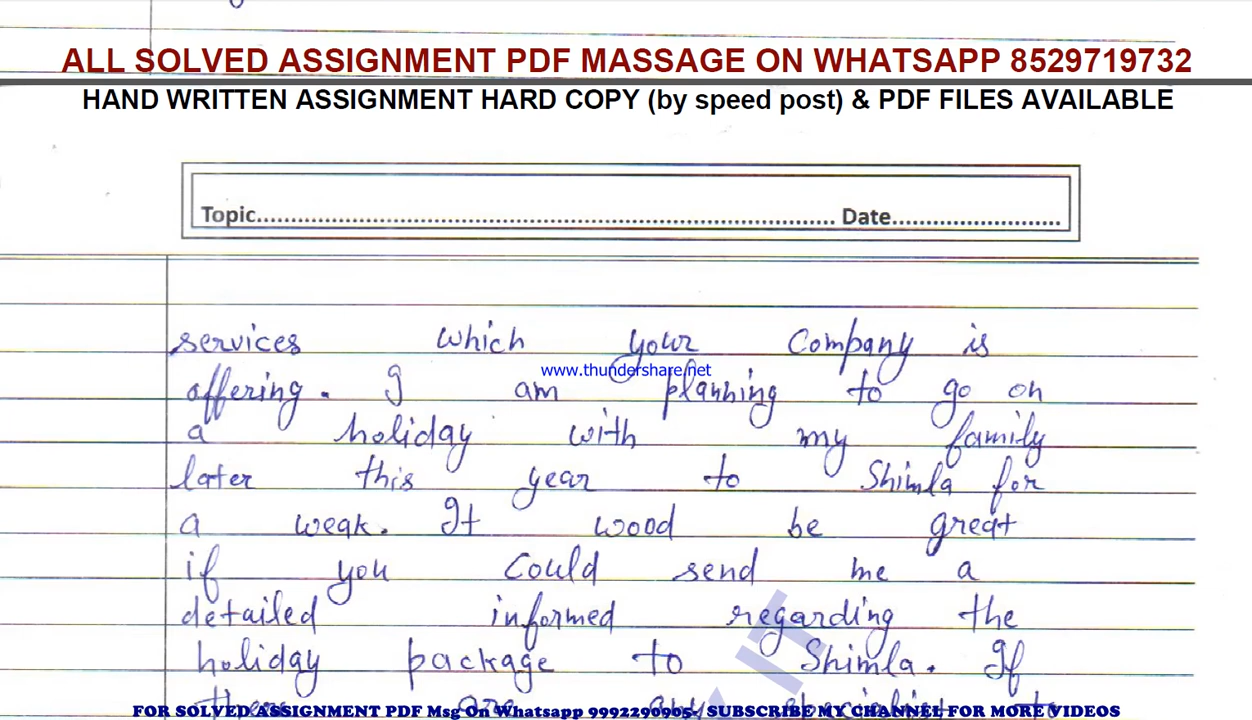 ALL SOLVED ASSIGNMENT PDF MASSAGE ON WHATSAPP 8529719732
HAND WRITTEN ASSIGNMENT HARD COPY (by speed post) & PDF FILES AVAILABLE
Topic.................................................................................... Date.........................
services which your Company is
www.thundershare.net
offering. I am planning to go on
a holiday with my family
later this year to Shimla for
a weak. It wood be great
if you could send me a
detailed informed regarding the
holiday package to Shimla. If
IT
there are any
FOR SOLVED ASSIGNMENT PDF Msg On Whatsapp 9992290905, SUBSCRIBE MY CHANNEL FOR MORE VIDEOS